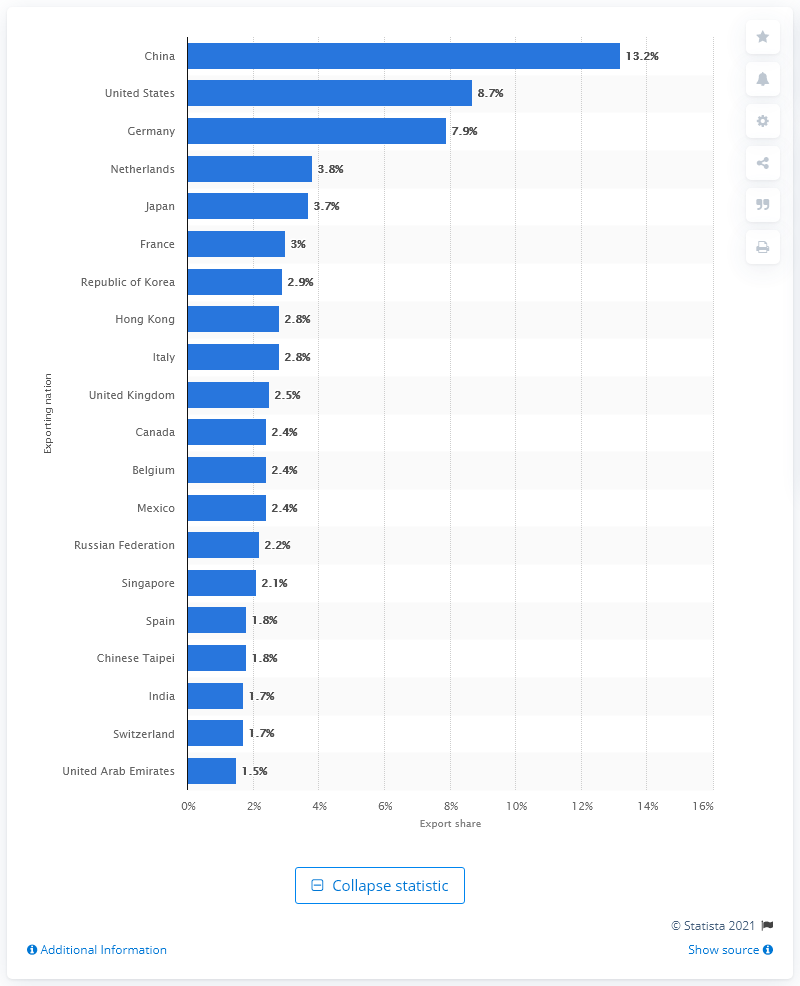 China 13.2%
United States 8.7%
Germany 7.9%
Netherlands 3.8%
Japan 3.7%
France 3%
Republic of Korea 2.9%
Hong Kong 2.8%
Italy 2.8%
United Kingdom 2.5%
Canada 2.4%
Belgium 2.4%
Mexico 2.4%
Russian Federation 2.2%
Singapore 2.1%
Spain 1.8%
Chinese Taipei 1.8%
India 1.7%
Switzerland 1.7%
United Arab Emirates 1.5%
Exporting nation
0% 2% 4% 6% 8% 10% 12% 14% 16%
Export share
Collapse statistic
© Statista 2021
Additional Information
Show source